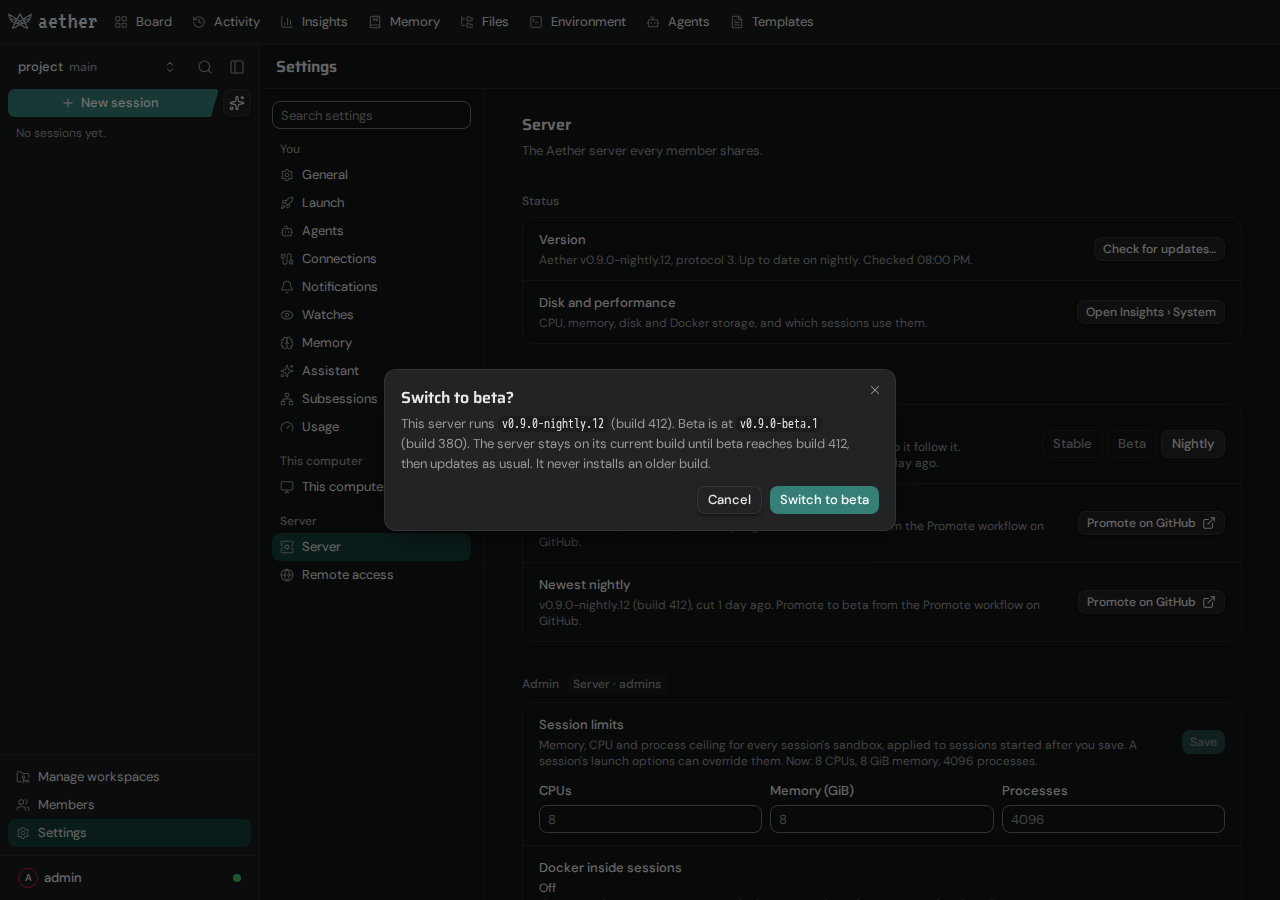 aether
Board
Activity
Insights
Memory
Files
Environment
Agents
Templates
project main
New session
No sessions yet.
Manage workspaces
Members
Settings
A
admin
Settings
Search settings
You
General
Launch
Agents
Connections
Notifications
Watches
Memory
Assistant
Subsessions
Usage
This computer
This compute
Server
Server
Remote access
Server
The Aether server every member shares.
Status
Version
Aether v0.9.0-nightly.12, protocol 3. Up to date on nightly. Checked 08:00 PM.
Check for updates…
Disk and performance
CPU, memory, disk and Docker storage, and which sessions use them.
Open Insights › System
o it follow it.
ay ago.
Stable
Beta
Nightly
Switch to beta?
This server runs v0.9.0-nightly.12 (build 412). Beta is at v0.9.0-beta.1
(build 380). The server stays on its current build until beta reaches build 412,
then updates as usual. It never installs an older build.
Cancel
Switch to beta
m the Promote workflow on
GitHub.
Promote on GitHub
Newest nightly
v0.9.0-nightly.12 (build 412), cut 1 day ago. Promote to beta from the Promote workflow on
GitHub.
Promote on GitHub
Admin
Server · admins
Session limits
Memory, CPU and process ceiling for every session's sandbox, applied to sessions started after you save. A
session's launch options can override them. Now: 8 CPUs, 8 GiB memory, 4096 processes.
Save
CPUs
Memory (GiB)
Processes
8
8
4096
Docker inside sessions
Off